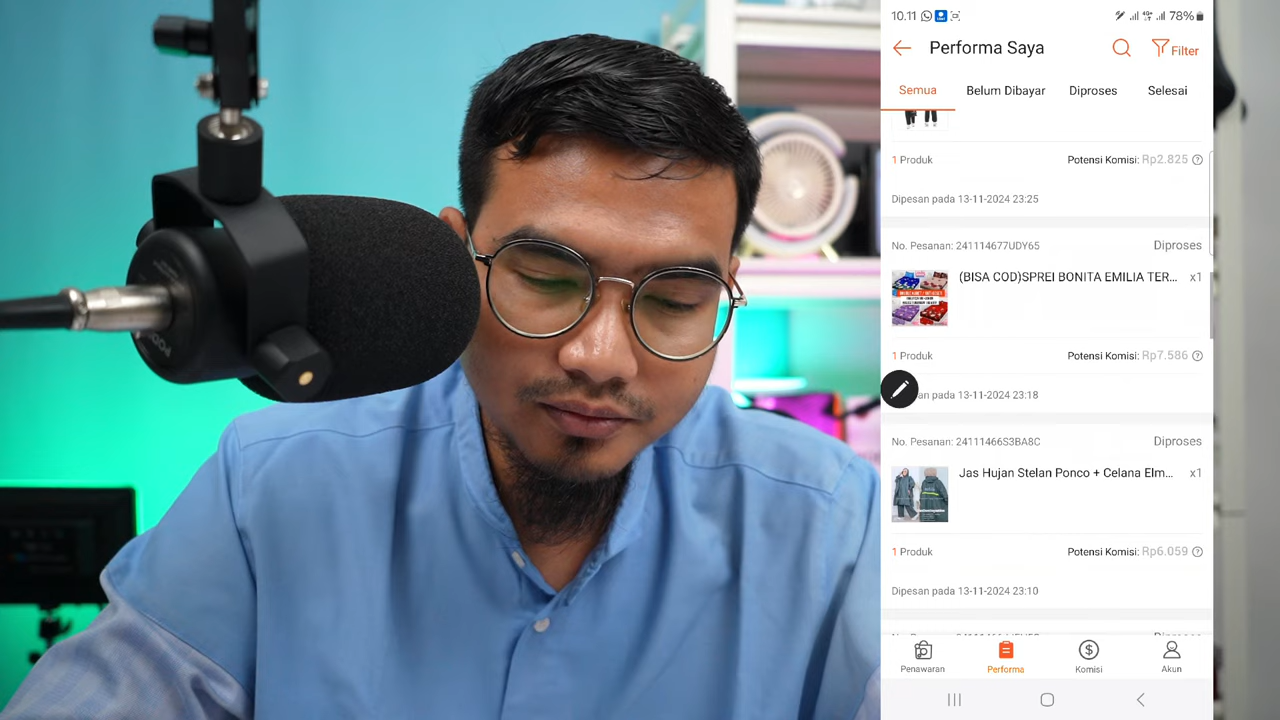 10.11
78%
Performa Saya
Filter
Semua
Belum Dibayar
Diproses
Selesai
1 Produk
Potensi Komisi: Rp2.825
Dipesan pada 13-11-2024 23:25
No. Pesanan: 241114677UDY65
Diproses
(BISA COD)SPREI BONITA EMILIA TER...
x1
1 Produk
Potensi Komisi: Rp7.586
an pada 13-11-2024 23:18
No. Pesanan: 24111466S3BA8C
Diproses
Jas Hujan Stelan Ponco + Celana Elm...
x1
1 Produk
Potensi Komisi: Rp6.059
Dipesan pada 13-11-2024 23:10
Penawaran
Performa
Komisi
Akun